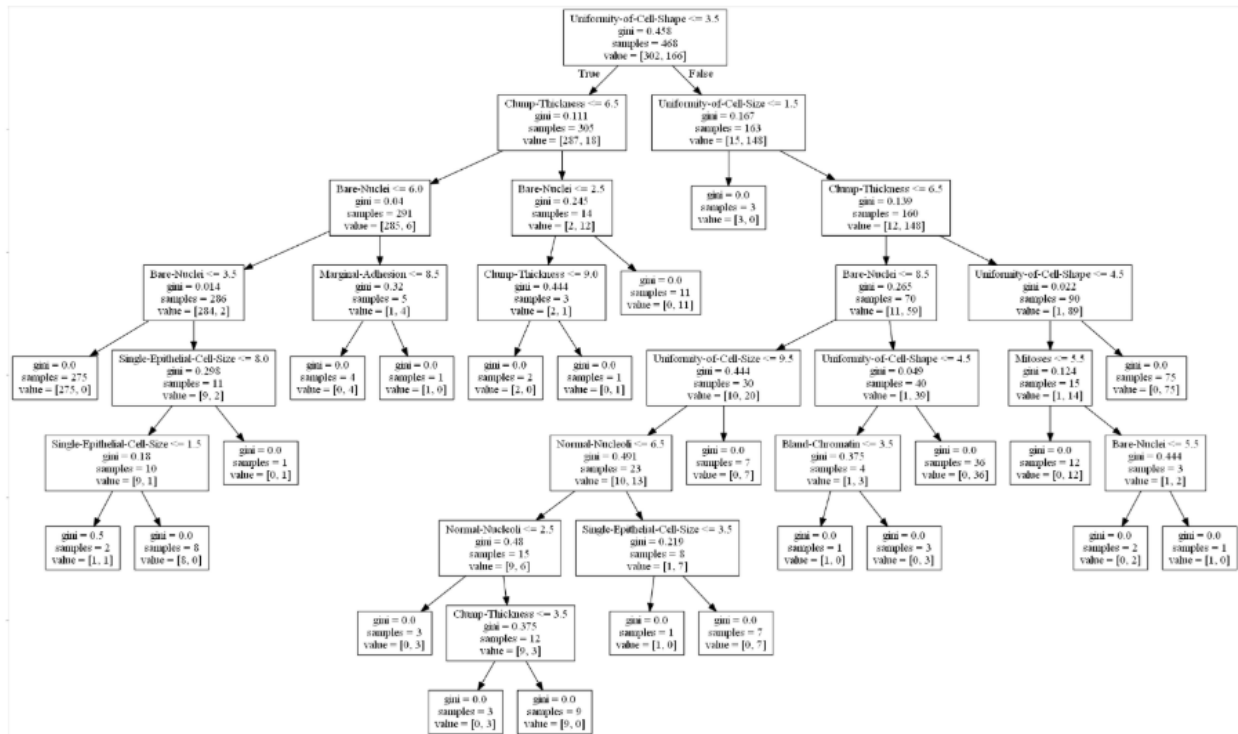 Uniformity-of-Cell-Shape <= 3.5
gini = 0.458
samples = 468
value = [302, 166]
True
False
Clump-Thickness <= 6.5
gini = 0.111
samples = 305
value = [287, 18]
Uniformity-of-Cell-Size <= 1.5
gini = 0.167
samples = 163
value = [15, 148]
Bare-Nuclei <= 6.0
gini = 0.04
samples = 291
value = [285, 6]
Bare-Nuclei <= 2.5
gini = 0.245
samples = 14
value = [2, 12]
gini = 0.0
samples = 3
value = [3, 0]
Clump-Thickness <= 6.5
gini = 0.139
samples = 160
value = [12, 148]
Bare-Nuclei <= 3.5
gini = 0.014
samples = 286
value = [284, 2]
Marginal-Adhesion <= 8.5
gini = 0.32
samples = 5
value = [1, 4]
Clump-Thickness <= 9.0
gini = 0.444
samples = 3
value = [2, 1]
gini = 0.0
samples = 11
value = [0, 11]
Bare-Nuclei <= 8.5
gini = 0.265
samples = 70
value = [11, 59]
Uniformity-of-Cell-Shape <= 4.5
gini = 0.022
samples = 90
value = [1, 89]
gini = 0.0
samples = 275
value = [275, 0]
Single-Epithelial-Cell-Size <= 8.0
gini = 0.298
samples = 11
value = [9, 2]
gini = 0.0
samples = 4
value = [0, 4]
gini = 0.0
samples = 1
value = [1, 0]
gini = 0.0
samples = 2
value = [2, 0]
gini = 0.0
samples = 1
value = [0, 1]
Uniformity-of-Cell-Size <= 9.5
gini = 0.444
samples = 30
value = [10, 20]
Uniformity-of-Cell-Shape <= 4.5
gini = 0.049
samples = 40
value = [1, 39]
Mitoses <= 5.5
gini = 0.124
samples = 15
value = [1, 14]
gini = 0.0
samples = 75
value = [0, 75]
Single-Epithelial-Cell-Size <= 1.5
gini = 0.18
samples = 10
value = [9, 1]
gini = 0.0
samples = 1
value = [0, 1]
Normal-Nucleoli <= 6.5
gini = 0.491
samples = 23
value = [10, 13]
gini = 0.0
samples = 7
value = [0, 7]
Bland-Chromatin <= 3.5
gini = 0.375
samples = 4
value = [1, 3]
gini = 0.0
samples = 36
value = [0, 36]
gini = 0.0
samples = 12
value = [0, 12]
Bare-Nuclei <= 5.5
gini = 0.444
samples = 3
value = [1, 2]
gini = 0.5
samples = 2
value = [1, 1]
gini = 0.0
samples = 8
value = [8, 0]
Normal-Nucleoli <= 2.5
gini = 0.48
samples = 15
value = [9, 6]
Single-Epithelial-Cell-Size <= 3.5
gini = 0.219
samples = 8
value = [1, 7]
gini = 0.0
samples = 1
value = [1, 0]
gini = 0.0
samples = 3
value = [0, 3]
gini = 0.0
samples = 2
value = [0, 2]
gini = 0.0
samples = 1
value = [1, 0]
gini = 0.0
samples = 3
value = [0, 3]
Clump-Thickness <= 3.5
gini = 0.375
samples = 12
value = [9, 3]
gini = 0.0
samples = 1
value = [1, 0]
gini = 0.0
samples = 7
value = [0, 7]
gini = 0.0
samples = 3
value = [0, 3]
gini = 0.0
samples = 9
value = [9, 0]